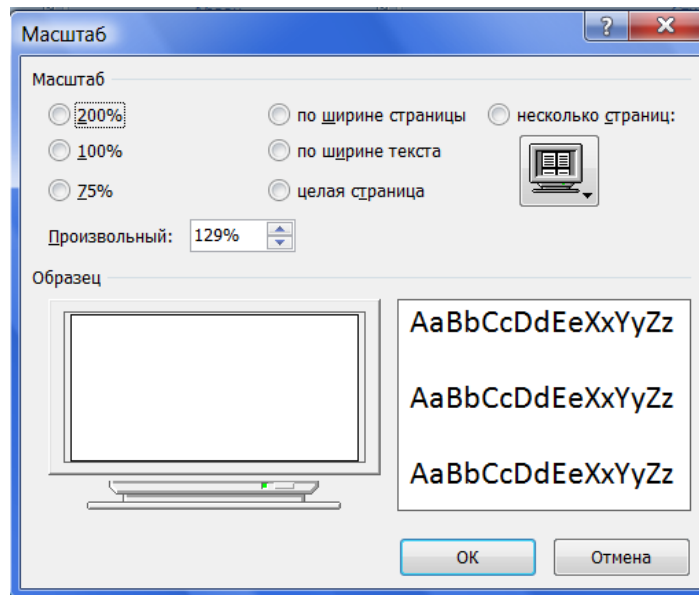 Масштаб
Масштаб
200%
по ширине страницы
несколько страниц:
100%
по ширине текста
75%
целая страница
Произвольный:
129%
Образец
AaBbCcDdEeXxYyZz
AaBbCcDdEeXxYyZz
AaBbCcDdEeXxYyZz
ОК
Отмена